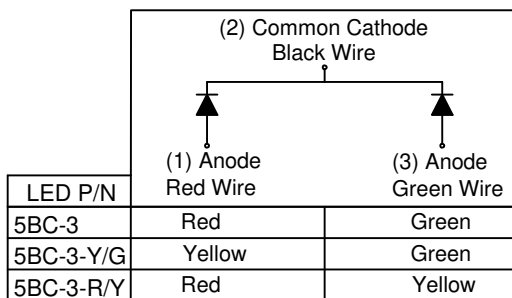 (2) Common Cathode
Black Wire
(1) Anode
Red Wire
(3) Anode
Green Wire
LED P/N
5BC-3 Red Green
5BC-3-Y/G Yellow Green
5BC-3-R/Y Red Yellow